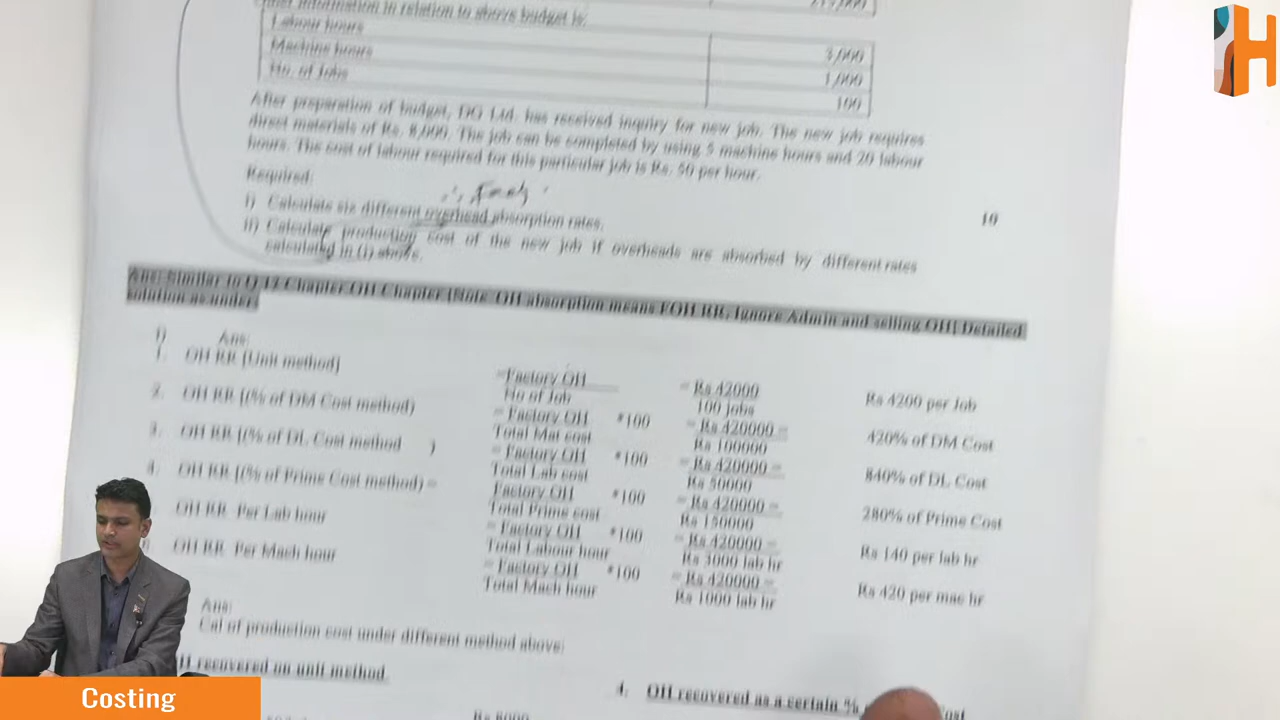 Other information in relation to above budget is:
Labour hours 3,000
Machine hours 1,000
No. of Jobs 100
After preparation of budget, DG Ltd. has received inquiry for new job. The new job requires
direct materials of Rs. 8,000. The job can be completed by using 5 machine hours and 20 labour
hours. The cost of labour required for this particular job is Rs. 50 per hour.
Required:
i) Calculate six different overhead absorption rates.
ii) Calculate production cost of the new job if overheads are absorbed by different rates
calculated in (i) above.
10
Ans: Similar to Q 12 Chapter OH Chapter [Note OH absorption means FOH RR, Ignore Admin and selling OH] Detailed
solution as under
i) Ans:
1. OH RR [Unit method] =Factory OH = Rs 42000 Rs 4200 per Job
No of Job 100 jobs
2. OH RR [(% of DM Cost method) = Factory OH *100 = Rs 420000 = 420% of DM Cost
Total Mat cost Rs 100000
3. OH RR [(% of DL Cost method ) = Factory OH *100 = Rs 420000 = 840% of DL Cost
Total Lab cost Rs 50000
4. OH RR [(% of Prime Cost method) = Factory OH *100 = Rs 420000 = 280% of Prime Cost
Total Prime cost Rs 150000
OH RR Per Lab hour = Factory OH *100 = Rs 420000 = Rs 140 per lab hr
Total Labour hour Rs 3000 lab hr
OH RR Per Mach hour = Factory OH *100 = Rs 420000 = Rs 420 per mac hr
Total Mach hour Rs 1000 lab hr
Ans:
Cal of production cost under different method above:
recovered on unit method.
4. OH recovered as a certain %
Rs 8000
Costing
H